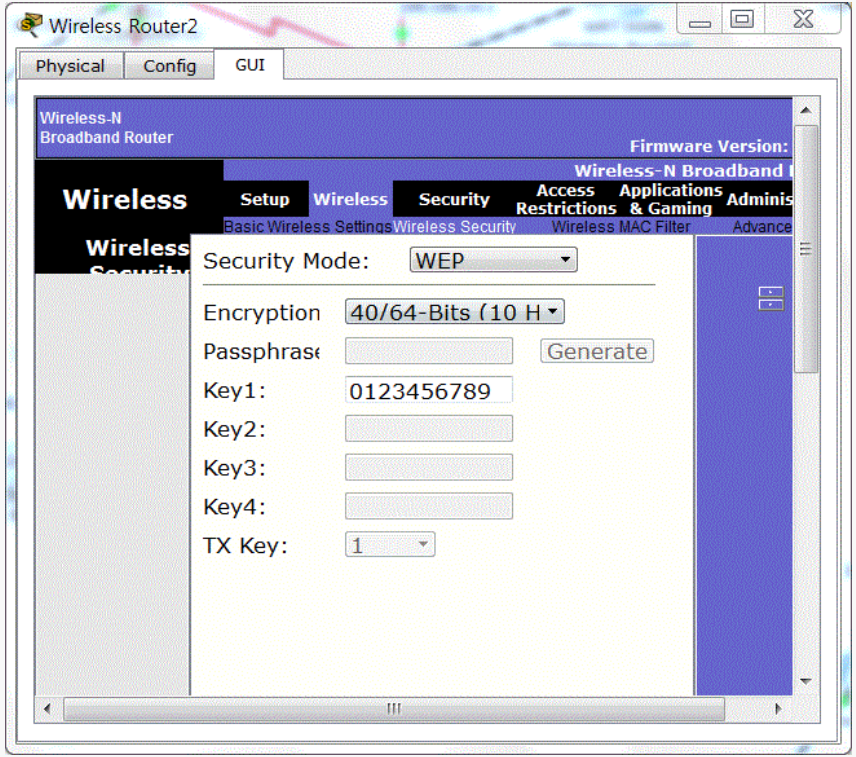 Wireless Router2
Physical Config GUI
Wireless-N
Broadband Router
Firmware Version:
Wireless-N Broadband
Wireless
Setup Wireless Security Access Restrictions Applications & Gaming Adminis
Basic Wireless Settings Wireless Security Wireless MAC Filter Advance
Wireless
Security
Security Mode: WEP
Encryption 40/64-Bits (10 H
Passphrase Generate
Key1: 0123456789
Key2:
Key3:
Key4:
TX Key: 1